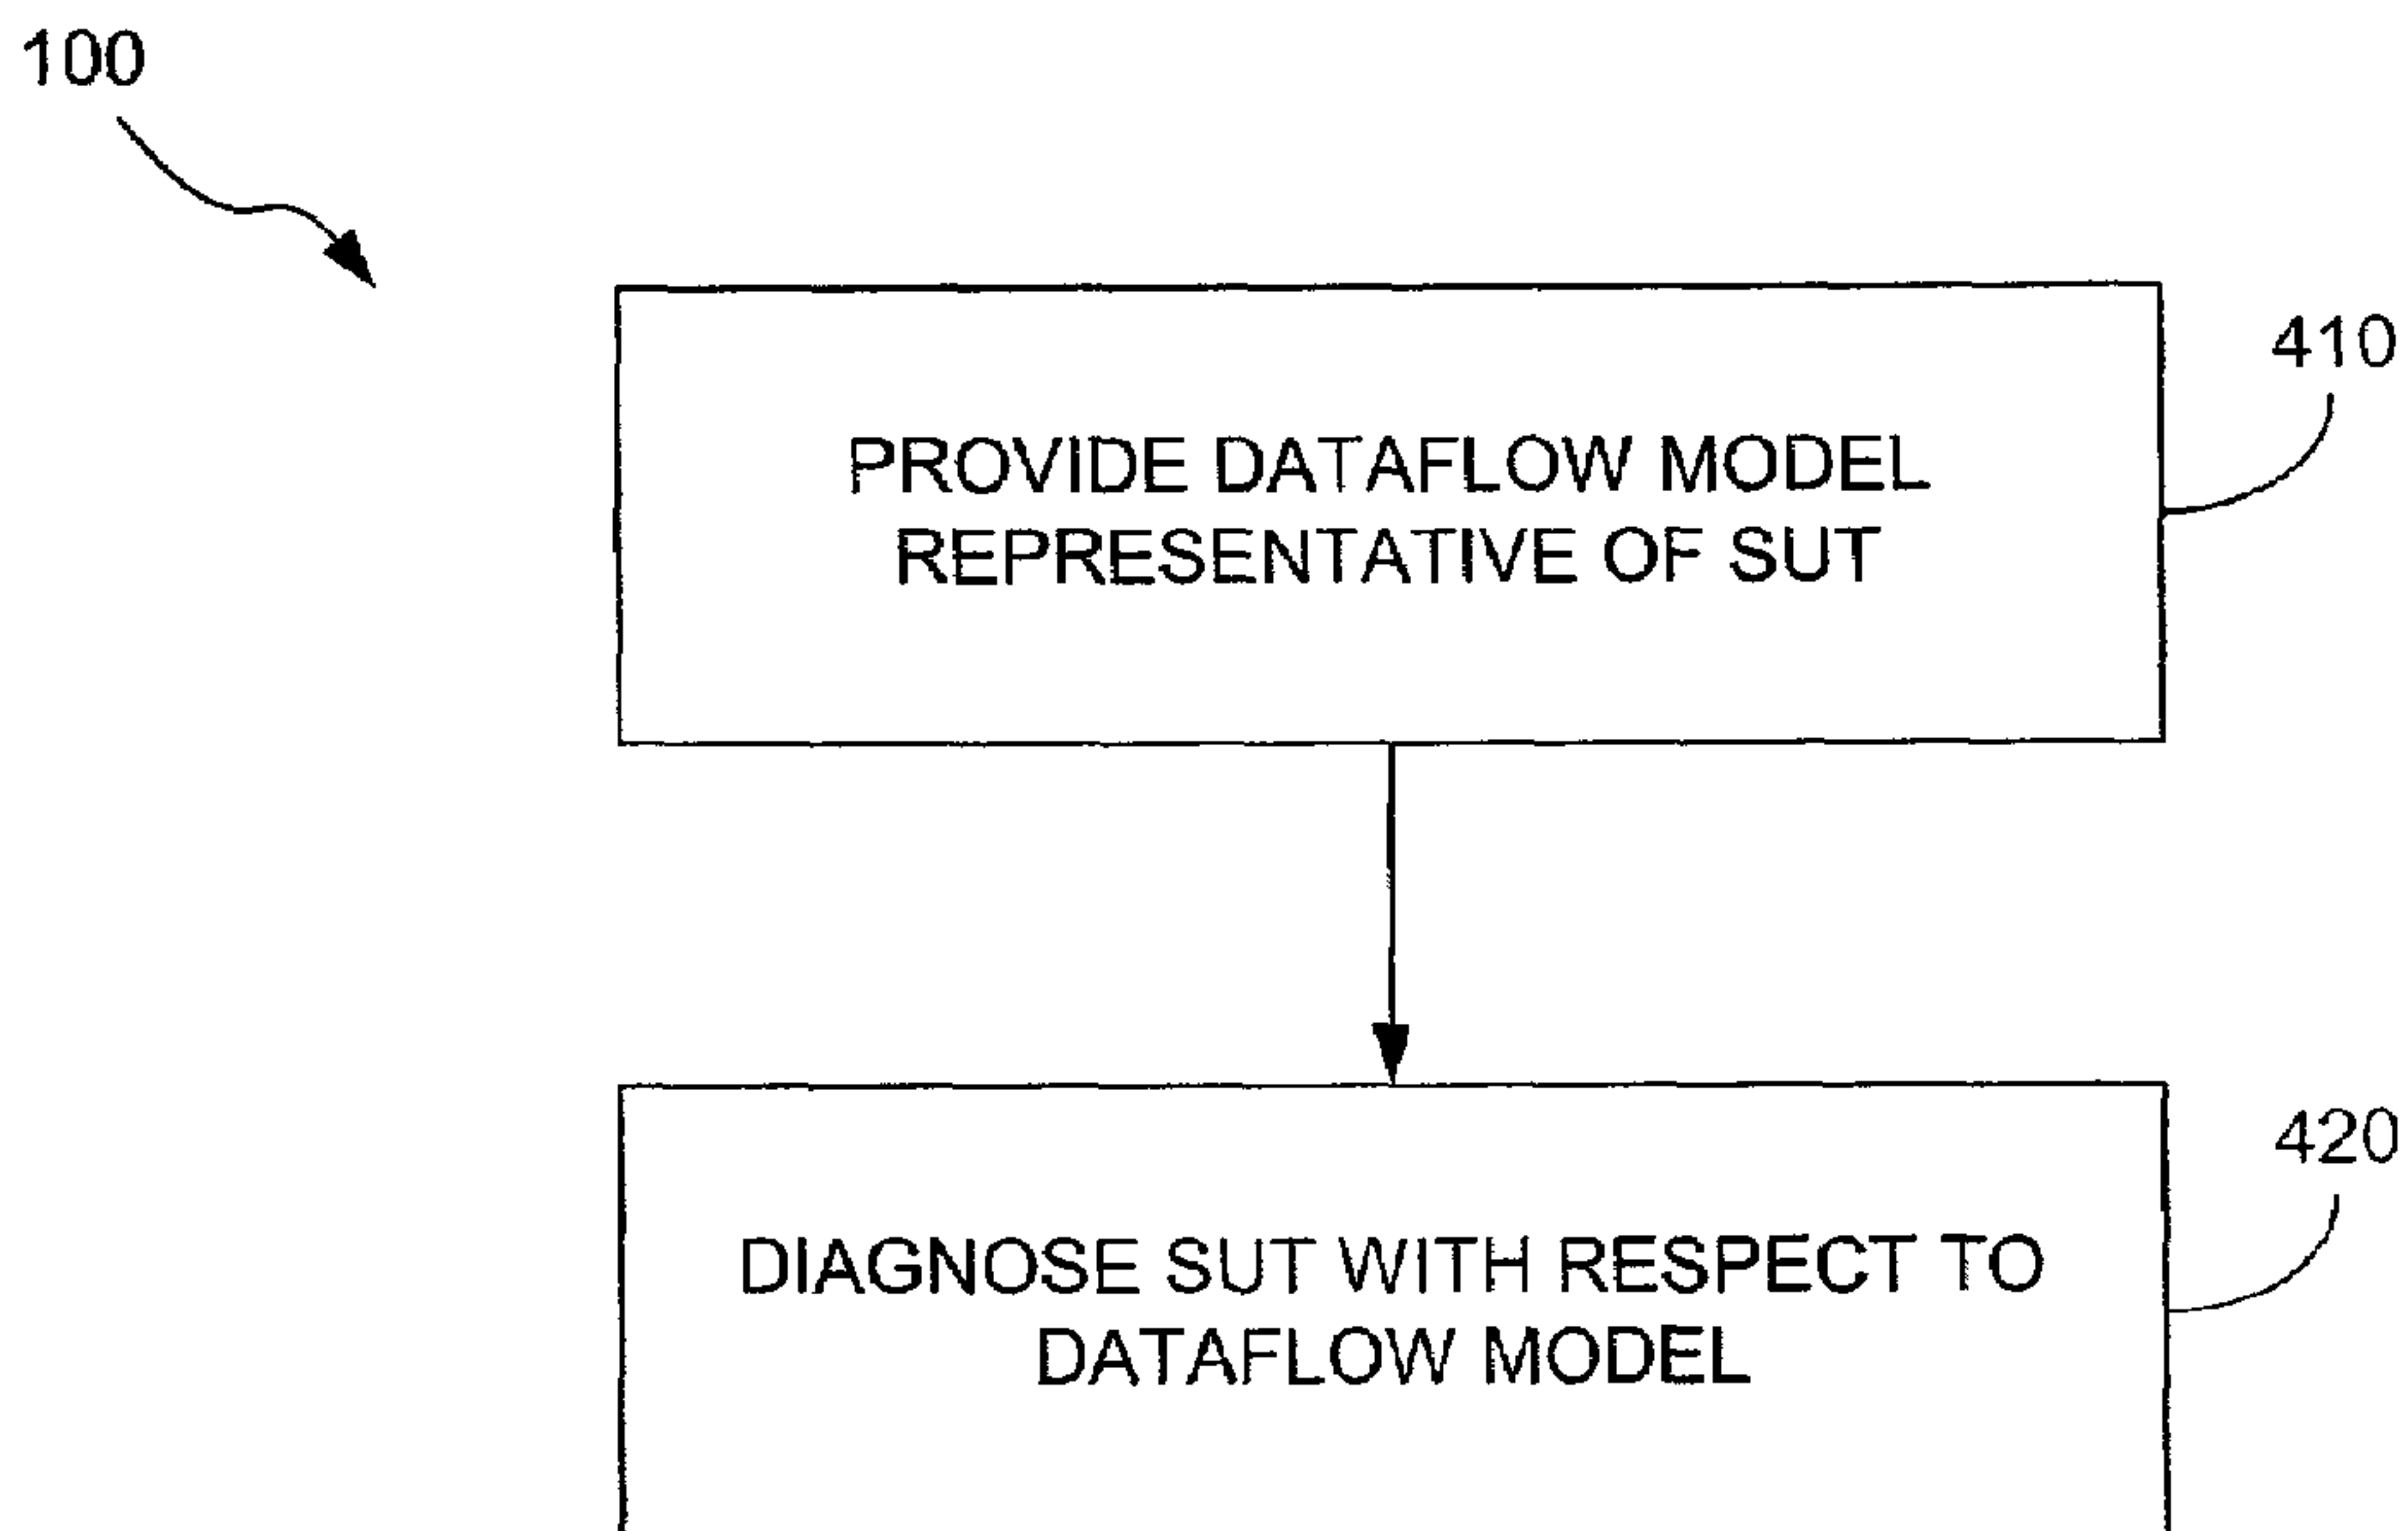 100
410
PROVIDE DATAFLOW MODEL
REPRESENTATIVE OF SUT
420
DIAGNOSE SUT WITH RESPECT TO
DATAFLOW MODEL